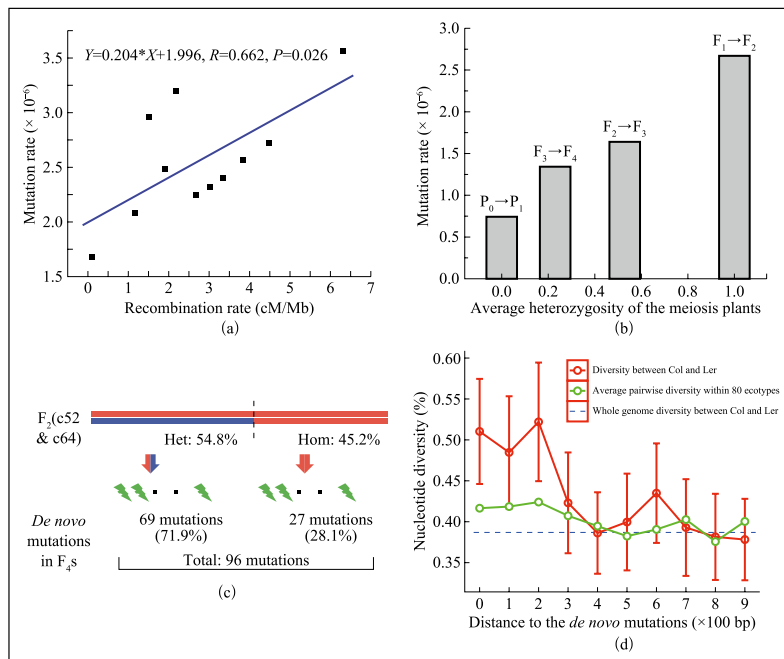 Y=0.204*X+1.996, R=0.662, P=0.026
Mutation rate (× 10⁻⁶)
3.5
3.0
2.5
2.0
1.5
0 1 2 3 4 5 6 7
Recombination rate (cM/Mb)
(a)
Mutation rate (× 10⁻⁶)
3.0
2.5
2.0
1.5
1.0
0.5
0.0
P₀→P₁
F₃→F₄
F₂→F₃
F₁→F₂
0.0 0.2 0.4 0.6 0.8 1.0
Average heterozygosity of the meiosis plants
(b)
F₂(c52
& c64)
Het: 54.8% Hom: 45.2%
De novo
mutations
in F₄s
69 mutations
(71.9%)
27 mutations
(28.1%)
Total: 96 mutations
(c)
Nucleotide diversity (%)
0.60
0.50
0.45
0.40
0.35
Diversity between Col and Ler
Average pairwise diversity within 80 ecotypes
Whole genome diversity between Col and Ler
0 1 2 3 4 5 6 7 8 9
Distance to the de novo mutations (×100 bp)
(d)